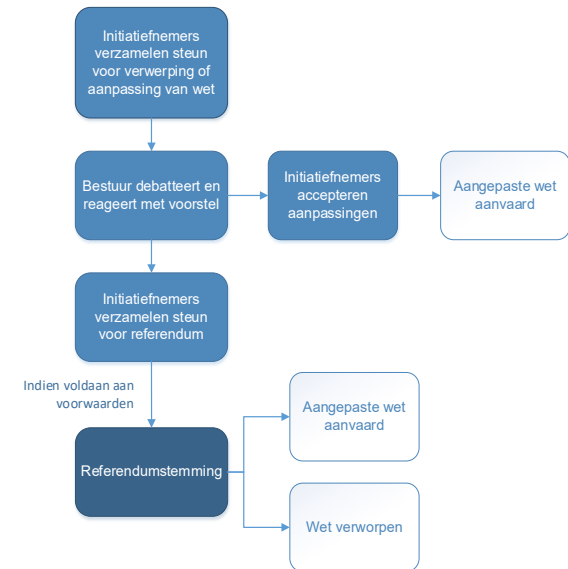 Initiatiefnemers
verzamelen steun
voor verwerping of
aanpassing van wet
Bestuur debatteert en
reageert met voorstel
Initiatiefnemers
accepteren
aanpassingen
Aangepaste wet
aanvaard
Initiatiefnemers
verzamelen steun
voor referendum
Indien voldaan aan
voorwaarden
Referendumstemming
Aangepaste wet
aanvaard
Wet verworpen